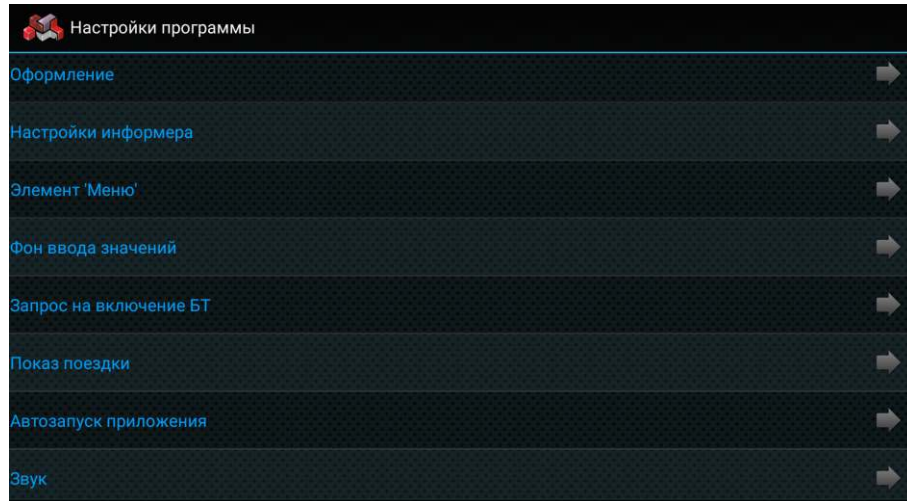 Настройки программы
Оформление
Настройки информера
Элемент 'Меню'
Фон ввода значений
Запрос на включение БТ
Показ поездки
Автозапуск приложения
Звук